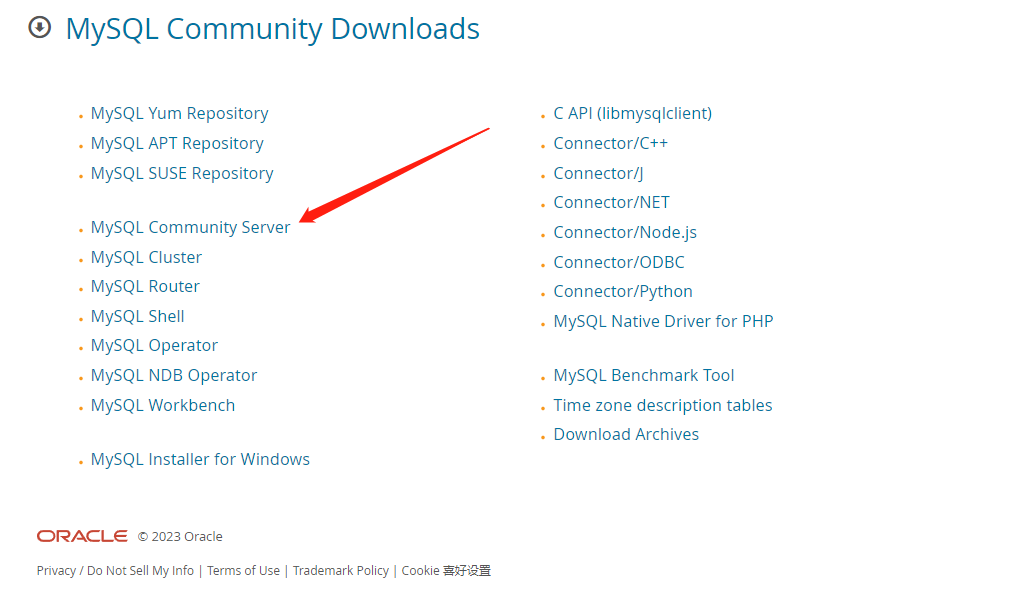 MySQL Community Downloads
MySQL Yum Repository
MySQL APT Repository
MySQL SUSE Repository
MySQL Community Server
MySQL Cluster
MySQL Router
MySQL Shell
MySQL Operator
MySQL NDB Operator
MySQL Workbench
MySQL Installer for Windows
C API (libmysqlclient)
Connector/C++
Connector/J
Connector/NET
Connector/Node.js
Connector/ODBC
Connector/Python
MySQL Native Driver for PHP
MySQL Benchmark Tool
Time zone description tables
Download Archives
ORACLE © 2023 Oracle
Privacy / Do Not Sell My Info | Terms of Use | Trademark Policy | Cookie 喜好设置